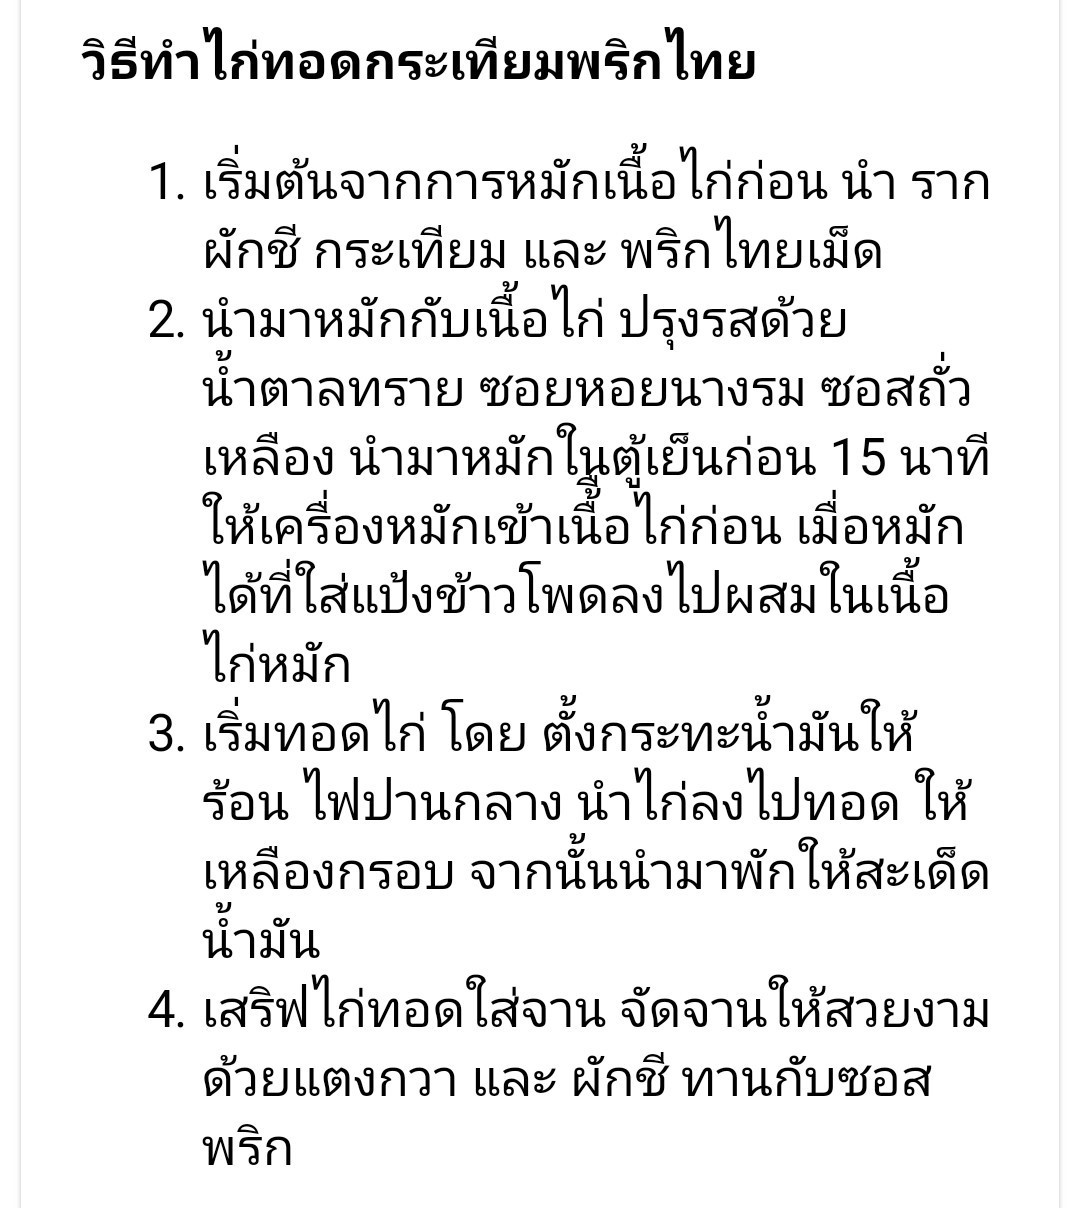 วิธีทำไก่ทอดกระเทียมพริกไทย
1. เริ่มต้นจากการหมักเนื้อไก่ก่อน นำ ราก
ผักชี กระเทียม และ พริกไทยเม็ด
2. นำมาหมักกับเนื้อไก่ ปรุงรสด้วย
น้ำตาลทราย ซอยหอยนางรม ซอสถั่ว
เหลือง นำมาหมักในตู้เย็นก่อน 15 นาที
ให้เครื่องหมักเข้าเนื้อไก่ก่อน เมื่อหมัก
ได้ที่ใส่แป้งข้าวโพดลงไปผสมในเนื้อ
ไก่หมัก
3. เริ่มทอดไก่ โดย ตั้งกระทะน้ำมันให้
ร้อน ไฟปานกลาง นำไก่ลงไปทอด ให้
เหลืองกรอบ จากนั้นนำมาพักให้สะเด็ด
น้ำมัน
4. เสริฟไก่ทอดใส่จาน จัดจานให้สวยงาม
ด้วยแตงกวา และ ผักชี ทานกับซอส
พริก